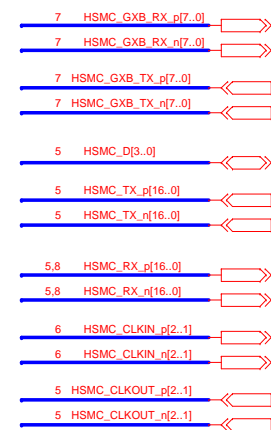 7 HSMC_GXB_RX_p[7..0]
7 HSMC_GXB_RX_n[7..0]
7 HSMC_GXB_TX_p[7..0]
7 HSMC_GXB_TX_n[7..0]
5 HSMC_D[3..0]
5 HSMC_TX_p[16..0]
5 HSMC_TX_n[16..0]
5,8 HSMC_RX_p[16..0]
5,8 HSMC_RX_n[16..0]
6 HSMC_CLKIN_p[2..1]
6 HSMC_CLKIN_n[2..1]
5 HSMC_CLKOUT_p[2..1]
5 HSMC_CLKOUT_n[2..1]